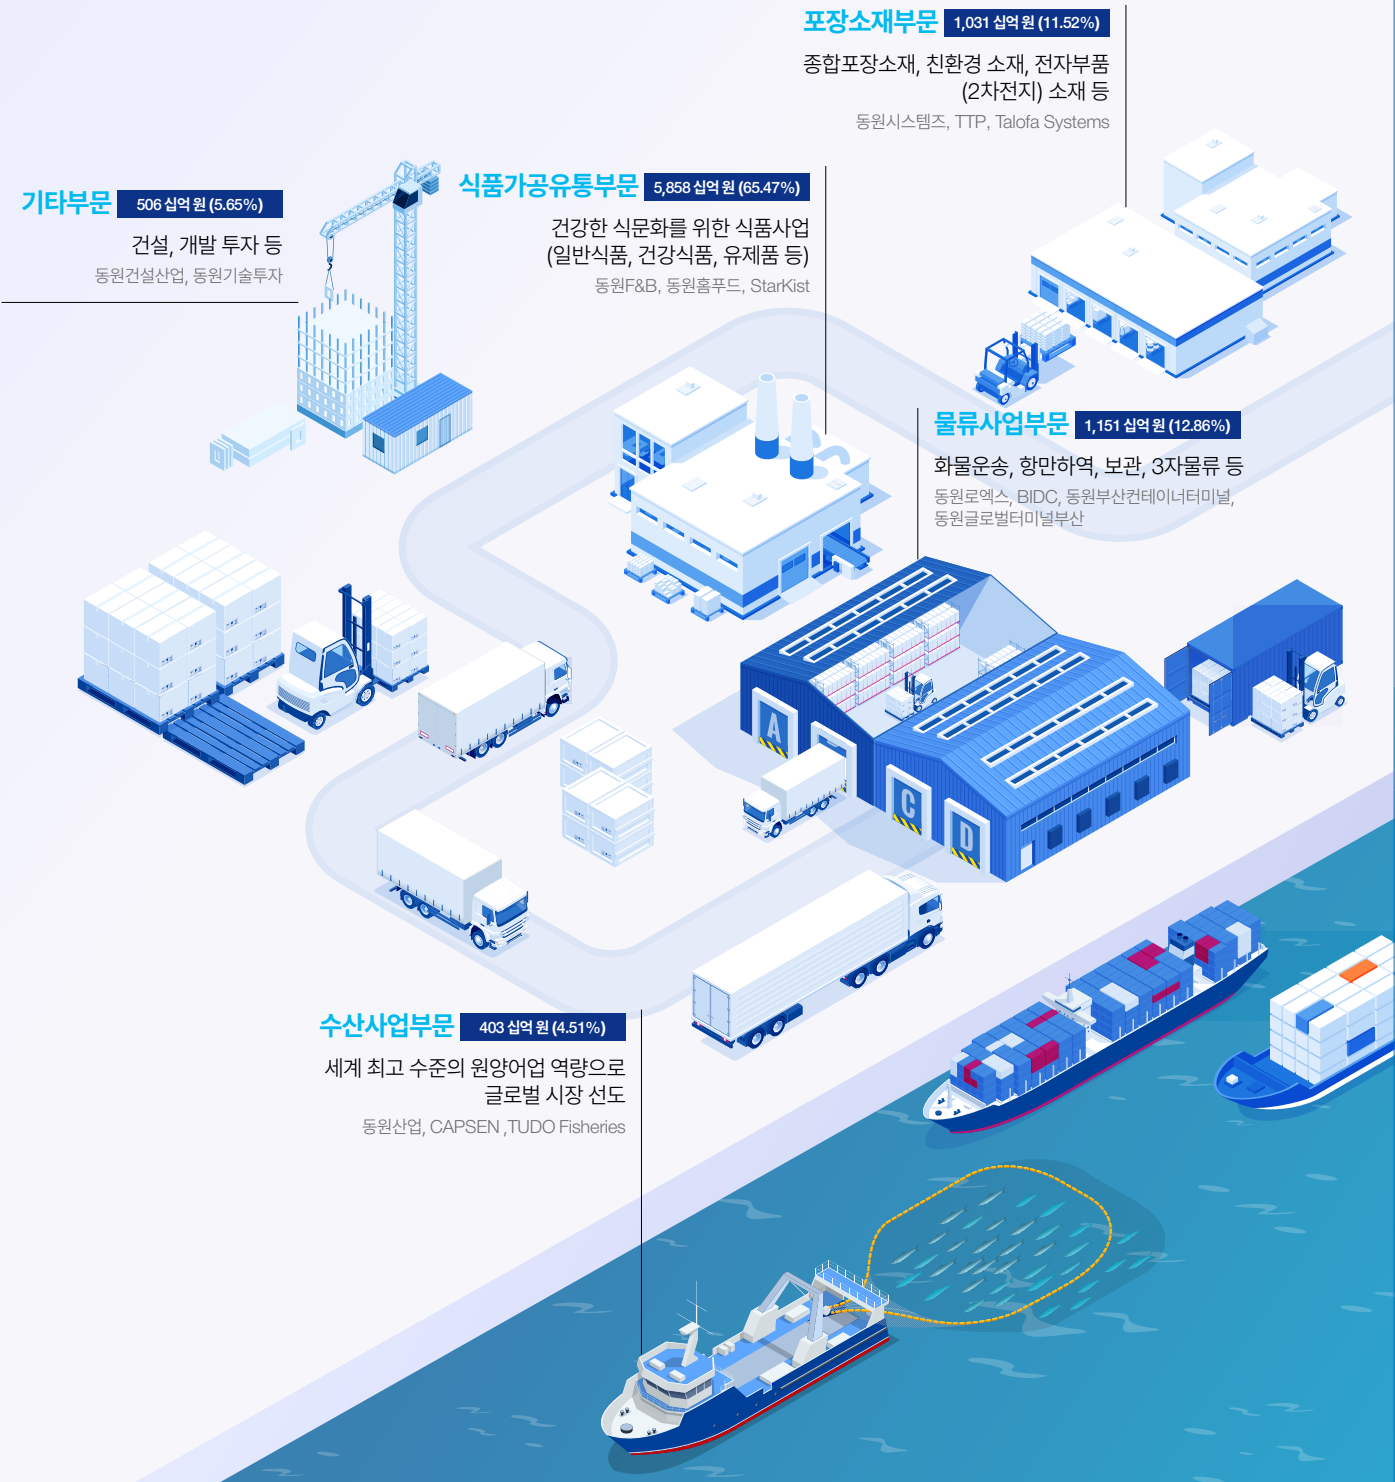 포장소재부문 1,031 십억 원 (11.52%)
종합포장소재, 친환경 소재, 전자부품
(2차전지) 소재 등
동원시스템즈, TTP, Talofa Systems
기타부문 506 십억 원 (5.65%)
건설, 개발 투자 등
동원건설산업, 동원기술투자
식품가공유통부문 5,858 십억 원 (65.47%)
건강한 식문화를 위한 식품사업
(일반식품, 건강식품, 유제품 등)
동원F&B, 동원홈푸드, StarKist
물류사업부문 1,151 십억 원 (12.86%)
화물운송, 항만하역, 보관, 3자물류 등
동원로엑스, BIDC, 동원부산컨테이너터미널,
동원글로벌터미널부산
A
C
D
수산사업부문 403 십억 원 (4.51%)
세계 최고 수준의 원양어업 역량으로
글로벌 시장 선도
동원산업, CAPSEN ,TUDO Fisheries